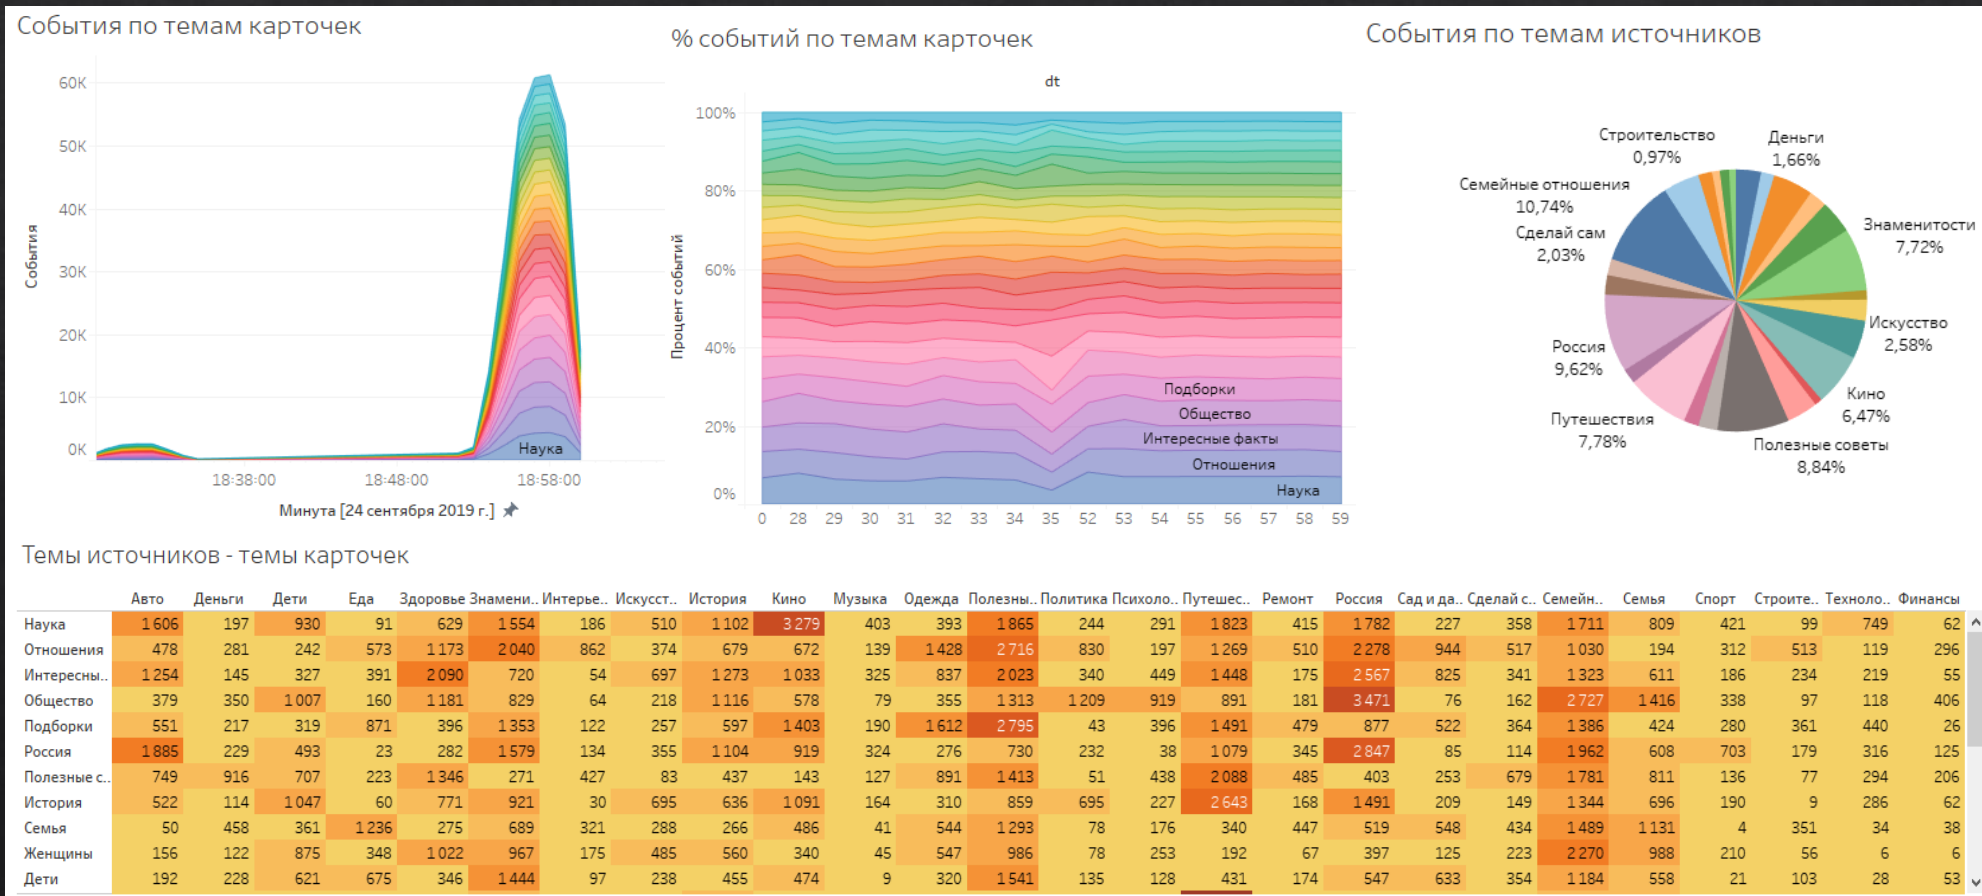 События по темам карточек
60K
50K
40K
30K
20K
10K
0K
События
Наука
18:38:00 18:48:00 18:58:00
Минута [24 сентября 2019 г.]
% событий по темам карточек
dt
100%
80%
60%
40%
20%
0%
Процент событий
Подборки
Общество
Интересные факты
Отношения
Наука
0 28 29 30 31 32 33 34 35 52 53 54 55 56 57 58 59
События по темам источников
Строительство
0,97%
Деньги
1,66%
Семейные отношения
10,74%
Знаменитости
7,72%
Сделай сам
2,03%
Искусство
2,58%
Россия
9,62%
Кино
6,47%
Путешествия
7,78%
Полезные советы
8,84%
Темы источников - темы карточек
Авто Деньги Дети Еда Здоровье Знамени.. Интерье.. Искусст.. История Кино Музыка Одежда Полезны.. Политика Психоло.. Путешес.. Ремонт Россия Сад и да.. Сделай с.. Семейн.. Семья Спорт Строите.. Техноло.. Финансы
Наука 1 606 197 930 91 629 1 554 186 510 1 102 3 279 403 393 1 865 244 291 1 823 415 1 782 227 358 1 711 809 421 99 749 62
Отношения 478 281 242 573 1 173 2 040 862 374 679 672 139 1 428 2 716 830 197 1 269 510 2 278 944 517 1 030 194 312 513 119 296
Интересны.. 1 254 145 327 391 2 090 720 54 697 1 273 1 033 325 837 2 023 340 449 1 448 175 2 567 825 341 1 323 611 186 234 219 55
Общество 379 350 1 007 160 1 181 829 64 218 1 116 578 79 355 1 313 1 209 919 891 181 3 471 76 162 2 727 1 416 338 97 118 406
Подборки 551 217 319 871 396 1 353 122 257 597 1 403 190 1 612 2 795 43 396 1 491 479 877 522 364 1 386 424 280 361 440 26
Россия 1 885 229 493 23 282 1 579 134 355 1 104 919 324 276 730 232 38 1 079 345 2 847 85 114 1 962 608 703 179 316 125
Полезные с.. 749 916 707 223 1 346 271 427 83 437 143 127 891 1 413 51 438 2 088 485 403 253 679 1 781 811 136 77 294 206
История 522 114 1 047 60 771 921 30 695 636 1 091 164 310 859 695 227 2 643 168 1 491 209 149 1 344 696 190 9 286 62
Семья 50 458 361 1 236 275 689 321 288 266 486 41 544 1 293 78 176 340 447 519 548 434 1 489 1 131 4 351 34 38
Женщины 156 122 875 348 1 022 967 175 485 560 340 45 547 986 78 253 192 67 397 125 223 2 270 988 210 56 6 6
Дети 192 228 621 675 346 1 444 97 238 455 474 9 320 1 541 135 128 431 174 547 633 354 1 184 558 21 103 28 53